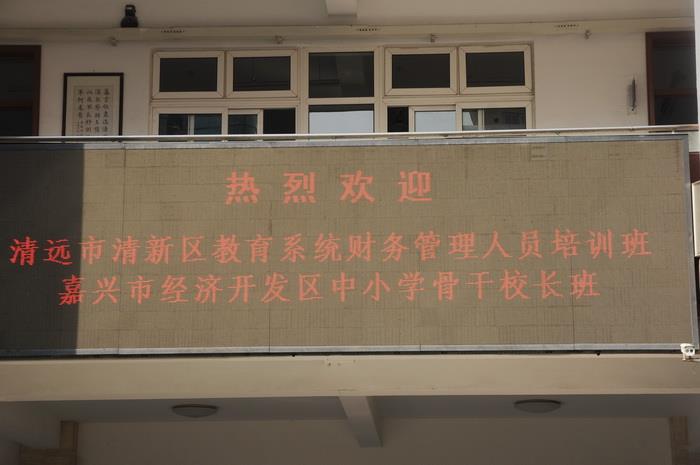 热烈欢迎
清远市清新区教育系统财务管理人员培训班
嘉兴市经济开发区中小学骨干校长班